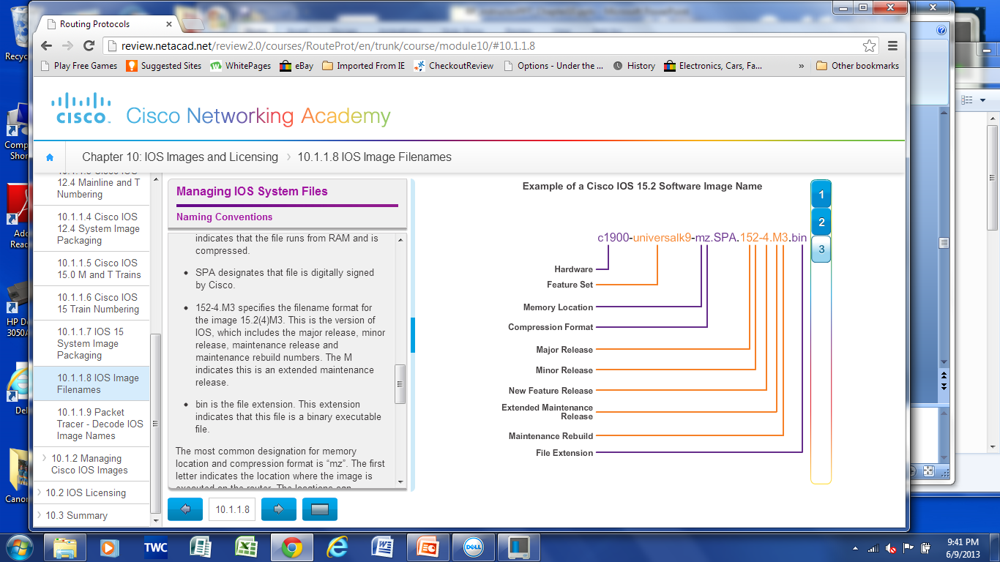 Routing Protocols
review.netacad.net/review2.0/courses/RouteProt/en/trunk/course/module10/#10.1.1.8
Play Free Games
Suggested Sites
WhitePages
eBay
Imported From IE
CheckoutReview
Options - Under the ...
History
Electronics, Cars, Fa...
»
Other bookmarks
CISCO
Cisco Networking Academy
Chapter 10: IOS Images and Licensing
10.1.1.8 IOS Image Filenames
12.4 Mainline and T
Numbering
10.1.1.4 Cisco IOS
12.4 System Image
Packaging
10.1.1.5 Cisco IOS
15.0 M and T Trains
10.1.1.6 Cisco IOS
15 Train Numbering
10.1.1.7 IOS 15
System Image
Packaging
10.1.1.8 IOS Image
Filenames
10.1.1.9 Packet
Tracer - Decode IOS
Image Names
10.1.2 Managing
Cisco IOS Images
10.2 IOS Licensing
10.3 Summary
Managing IOS System Files
Naming Conventions
indicates that the file runs from RAM and is
compressed.
• SPA designates that file is digitally signed
by Cisco.
• 152-4.M3 specifies the filename format for
the image 15.2(4)M3. This is the version of
IOS, which includes the major release, minor
release, maintenance release and
maintenance rebuild numbers. The M
indicates this is an extended maintenance
release.
• bin is the file extension. This extension
indicates that this file is a binary executable
file.
The most common designation for memory
location and compression format is “mz”. The first
letter indicates the location where the image is
executed on the router. The locations can
10.1.1.8
Example of a Cisco IOS 15.2 Software Image Name
c1900-universalk9-mz.SPA.152-4.M3.bin
Hardware
Feature Set
Memory Location
Compression Format
Major Release
Minor Release
New Feature Release
Extended Maintenance
Release
Maintenance Rebuild
File Extension
1
2
3
Recyc
Comp
Shor
Ado
Reac
HP De
3050A
Del
Canon
TWC
DELL
9:41 PM
6/9/2013